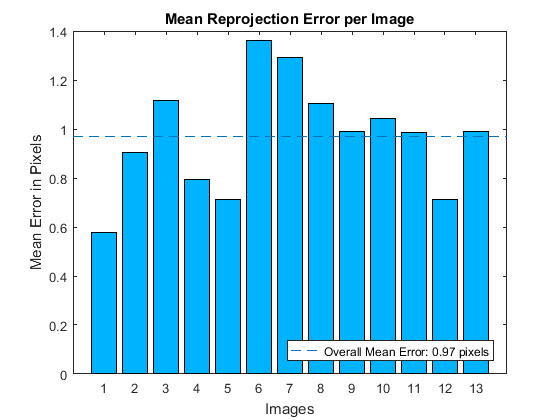 Mean Reprojection Error per Image
1.4
1.2
1
0.8
0.6
0.4
0.2
0
Mean Error in Pixels
Overall Mean Error: 0.97 pixels
1 2 3 4 5 6 7 8 9 10 11 12 13
Images